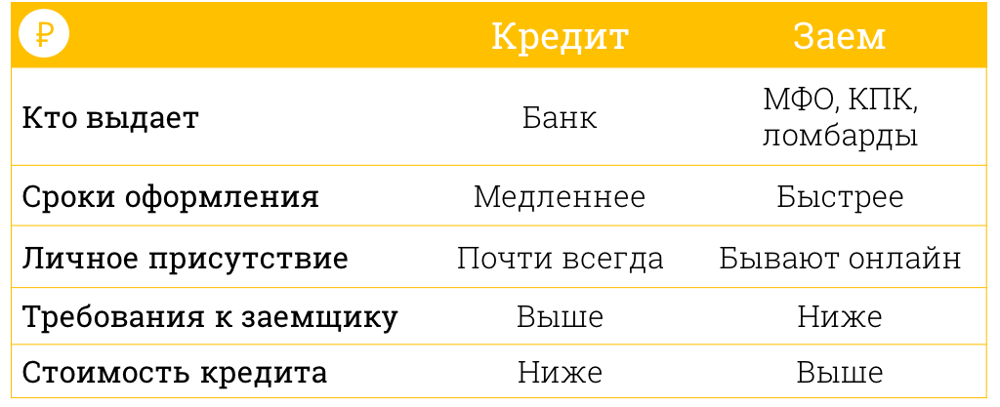 ₽ Кредит Заем
Кто выдает Банк МФО, КПК,
ломбарды
Сроки оформления Медленнее Быстрее
Личное присутствие Почти всегда Бывают онлайн
Требования к заемщику Выше Ниже
Стоимость кредита Ниже Выше